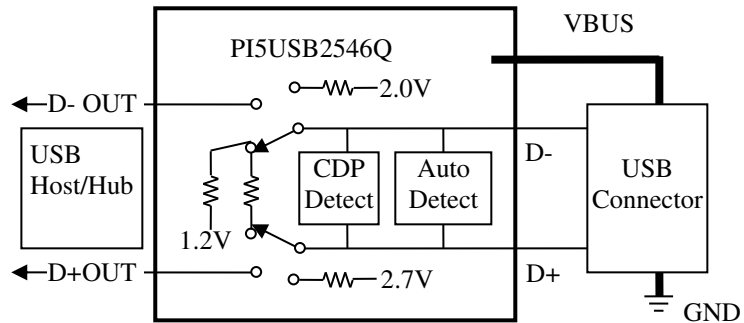 VBUS
PI5USB2546Q
2.0V
D- OUT
USB
Host/Hub
CDP
Detect
Auto
Detect
D-
USB
Connector
1.2V
D+OUT
2.7V
D+
GND